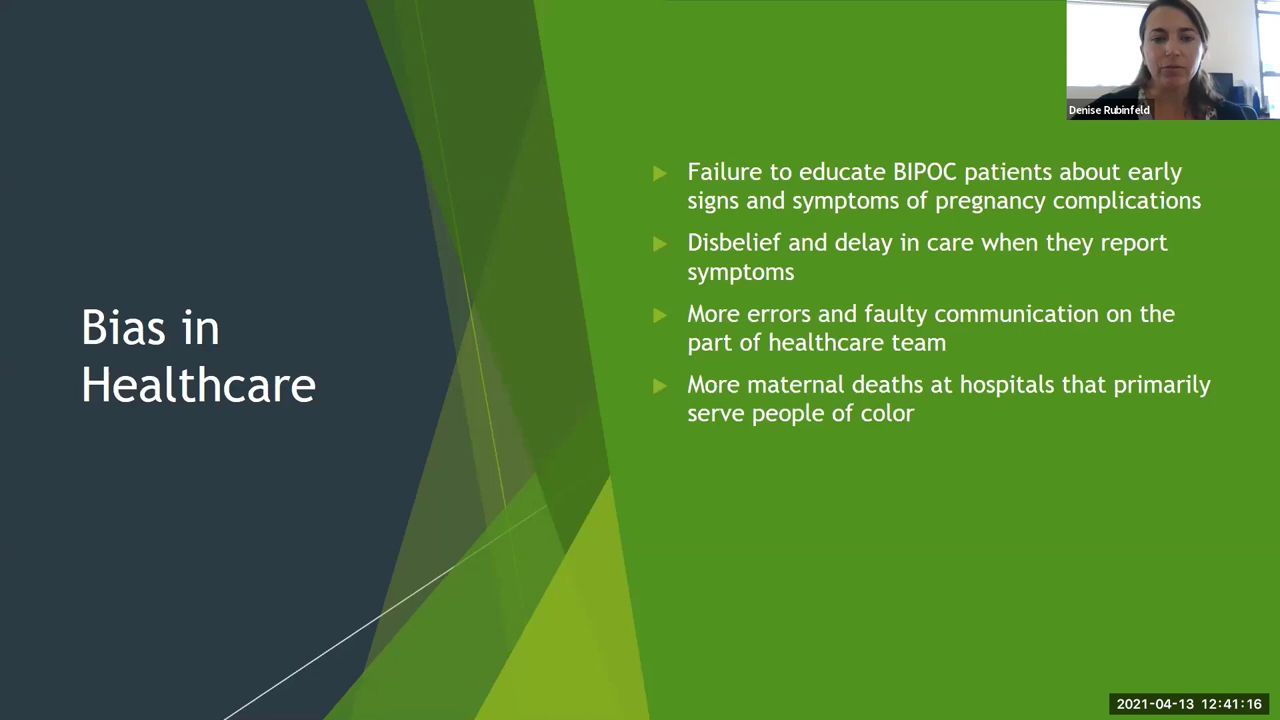 Denise Rubinfeld
Bias in
Healthcare
Failure to educate BIPOC patients about early
signs and symptoms of pregnancy complications
Disbelief and delay in care when they report
symptoms
More errors and faulty communication on the
part of healthcare team
More maternal deaths at hospitals that primarily
serve people of color
2021-04-13 12:41:16